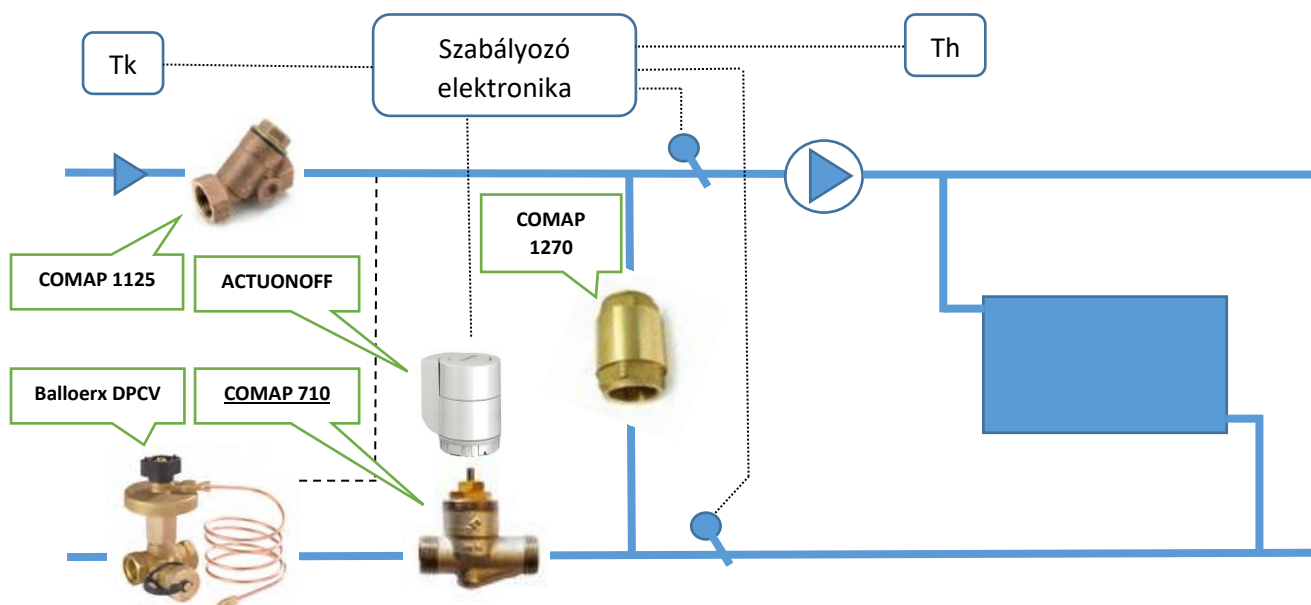 Tk
Szabályozó
elektronika
Th
COMAP
1270
COMAP 1125
ACTUONOFF
Balloerx DPCV
COMAP 710